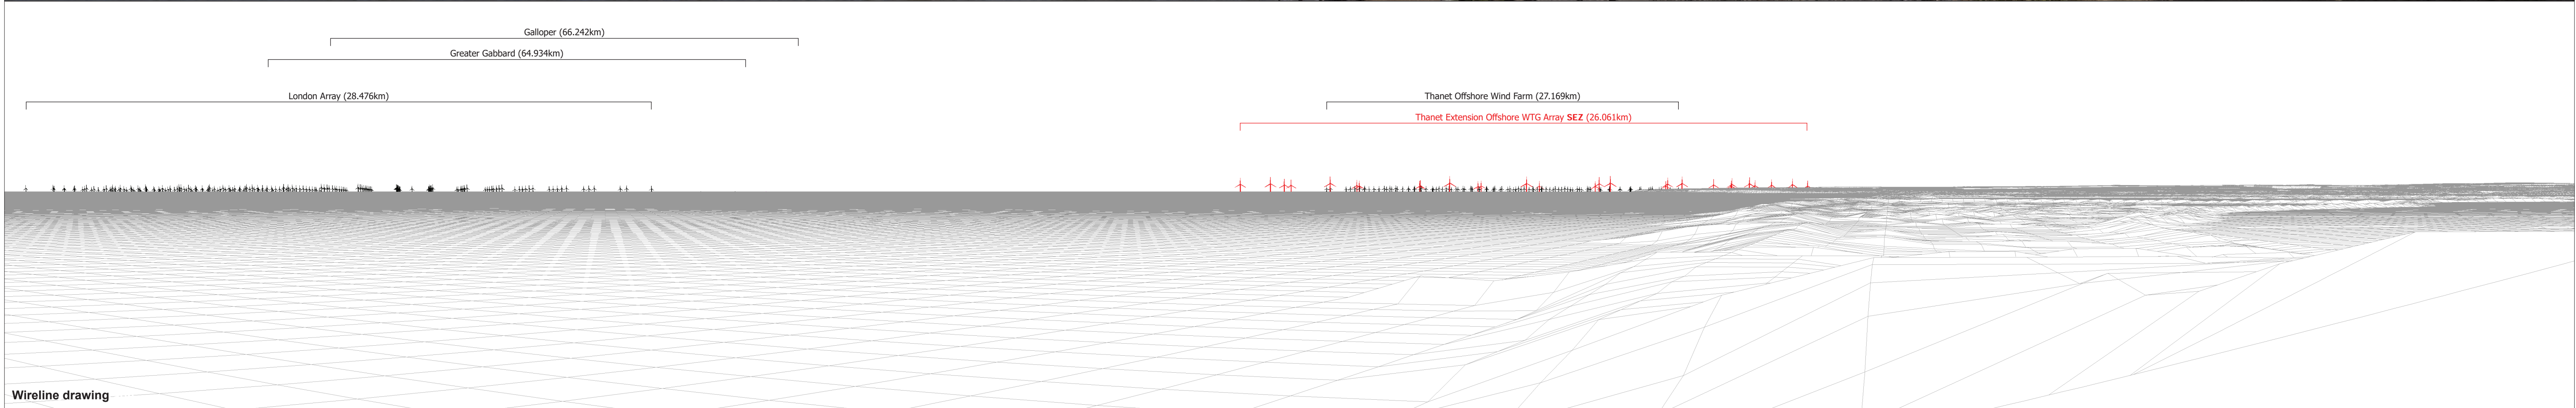 Galloper (66.242km)
Greater Gabbard (64.934km)
London Array (28.476km)
Thanet Offshore Wind Farm (27.169km)
Thanet Extension Offshore WTG Array SEZ (26.061km)
Wireline drawing